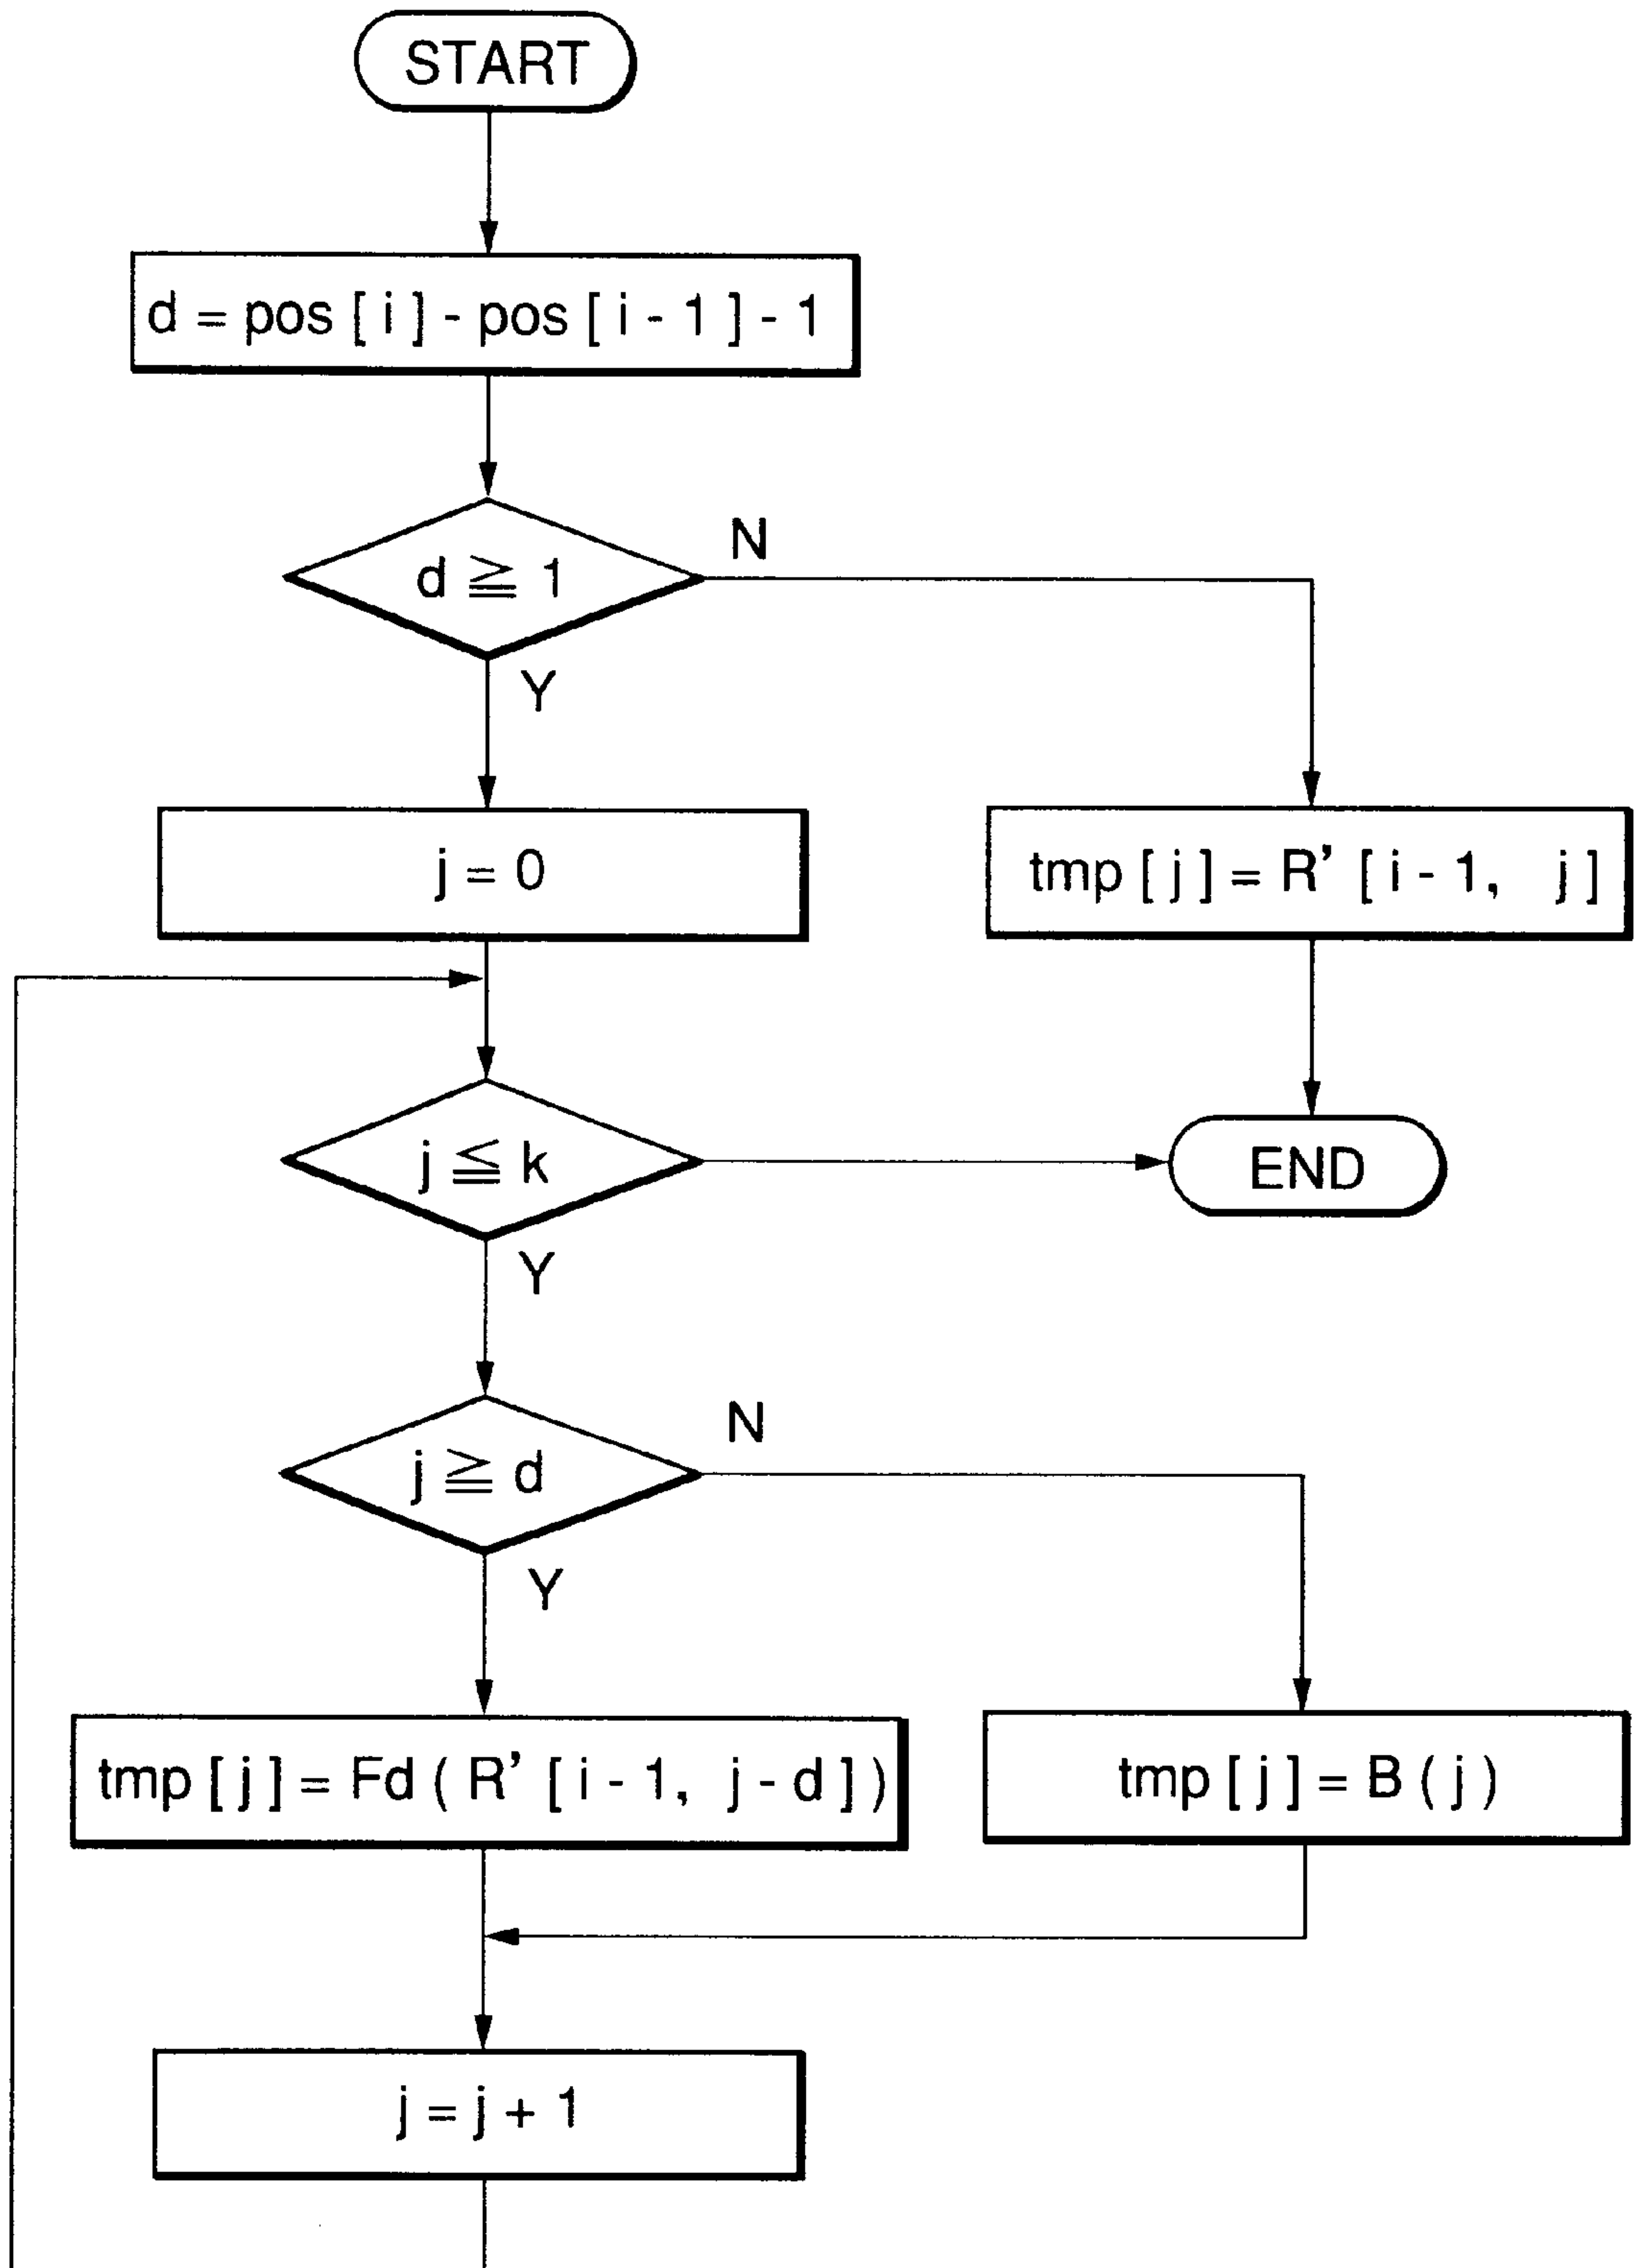 START
d = pos [ i ] - pos [ i - 1 ] - 1
d ≧ 1
N
Y
j = 0
tmp [ j ] = R’ [ i - 1, j ]
j ≦ k
END
Y
j ≧ d
N
Y
tmp [ j ] = Fd ( R’ [ i - 1, j - d ] )
tmp [ j ] = B ( j )
j = j + 1